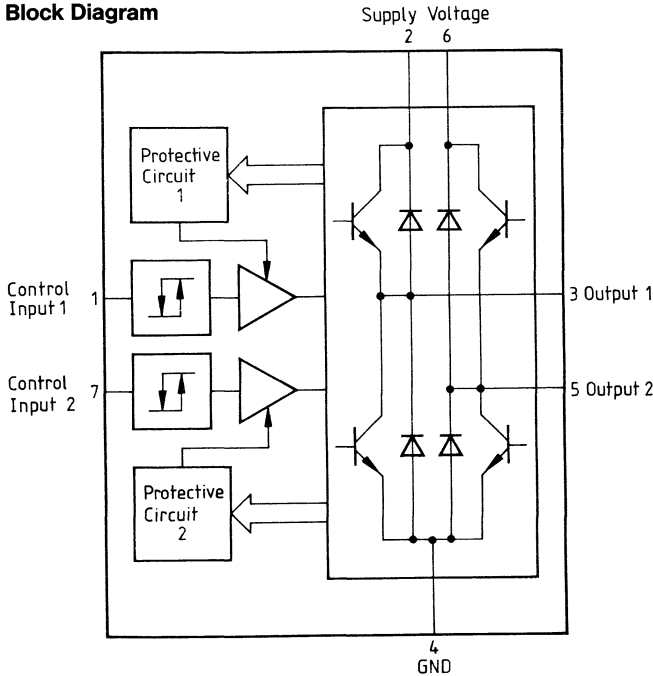 Block Diagram
Supply Voltage
2 6
Protective
Circuit
1
Control
Input 1
1
3 Output 1
Control
Input 2
7
5 Output 2
Protective
Circuit
2
4
GND